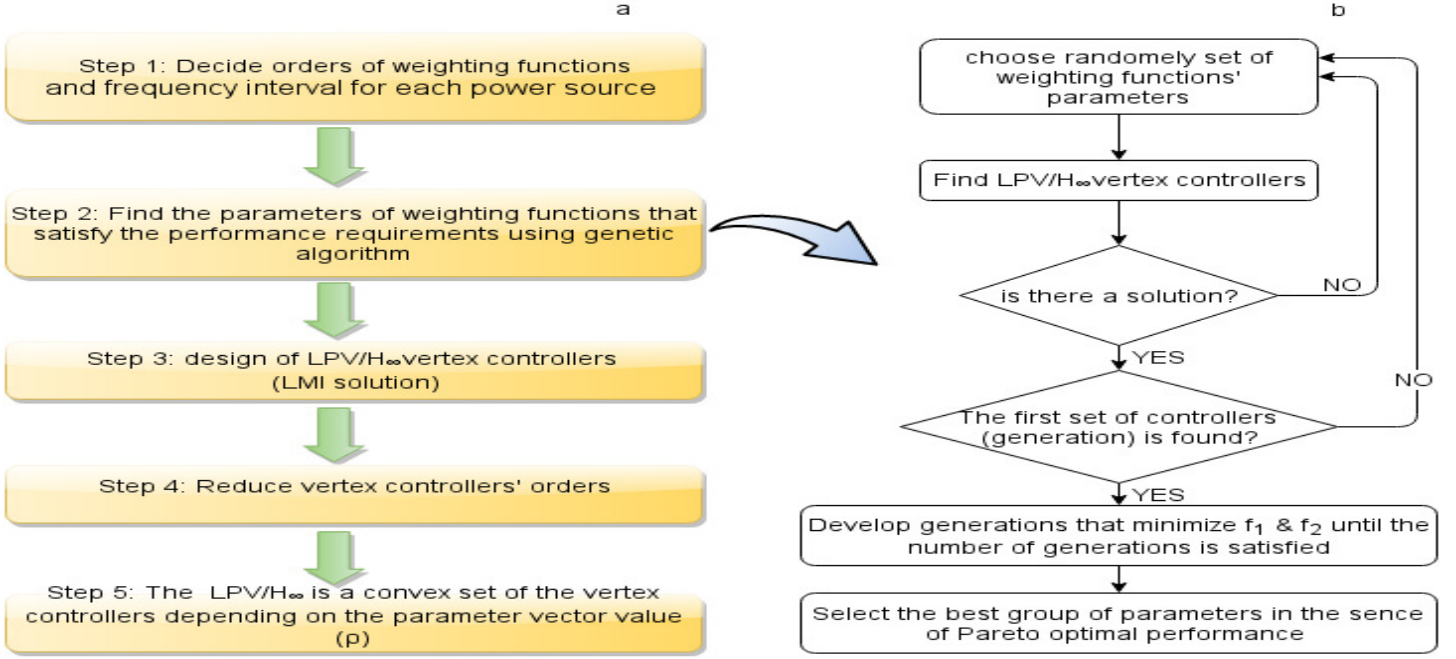 a
Step 1: Decide orders of weighting functions
and frequency interval for each power source
Step 2: Find the parameters of weighting functions that
satisfy the performance requirements using genetic
algorithm
Step 3: design of LPV/H∞vertex controllers
(LMI solution)
Step 4: Reduce vertex controllers' orders
Step 5: The LPV/H∞ is a convex set of the vertex
controllers depending on the parameter vector value
(ρ)
b
choose randomely set of
weighting functions'
parameters
Find LPV/H∞vertex controllers
is there a solution?
NO
YES
The first set of controllers
(generation) is found?
NO
YES
Develop generations that minimize f₁ & f₂ until the
number of generations is satisfied
Select the best group of parameters in the sence
of Pareto optimal performance